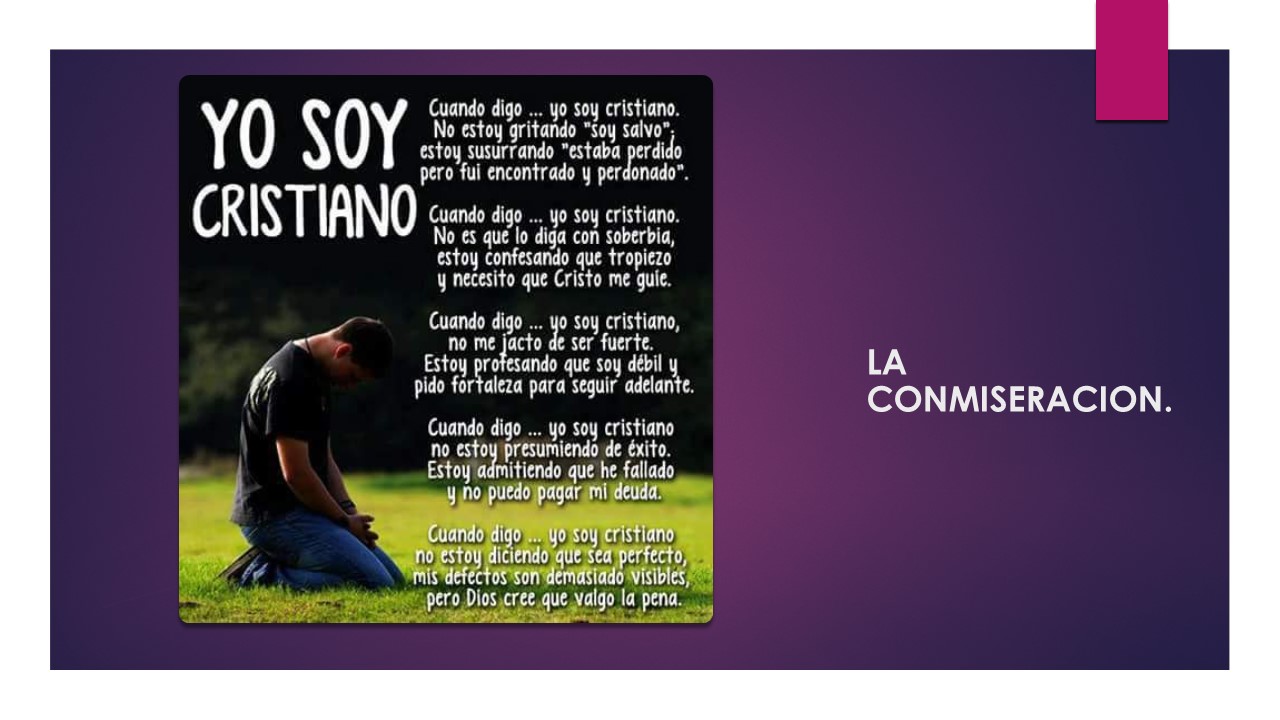 YO SOY
CRISTIANO
Cuando digo ... yo soy cristiano.
No estoy gritando "soy salvo";
estoy susurrando "estaba perdido
pero fui encontrado y perdonado".
Cuando digo ... yo soy cristiano.
No es que lo diga con soberbia,
estoy confesando que tropiezo
y necesito que Cristo me guie.
Cuando digo ... yo soy cristiano,
no me jacto de ser fuerte.
Estoy profesando que soy débil y
pido fortaleza para seguir adelante.
Cuando digo ... yo soy cristiano
no estoy presumiendo de éxito.
Estoy admitiendo que he fallado
y no puedo pagar mi deuda.
Cuando digo ... yo soy cristiano
no estoy diciendo que sea perfecto,
mis defectos son demasiado visibles,
pero Dios cree que valgo la pena.
LA
CONMISERACION.